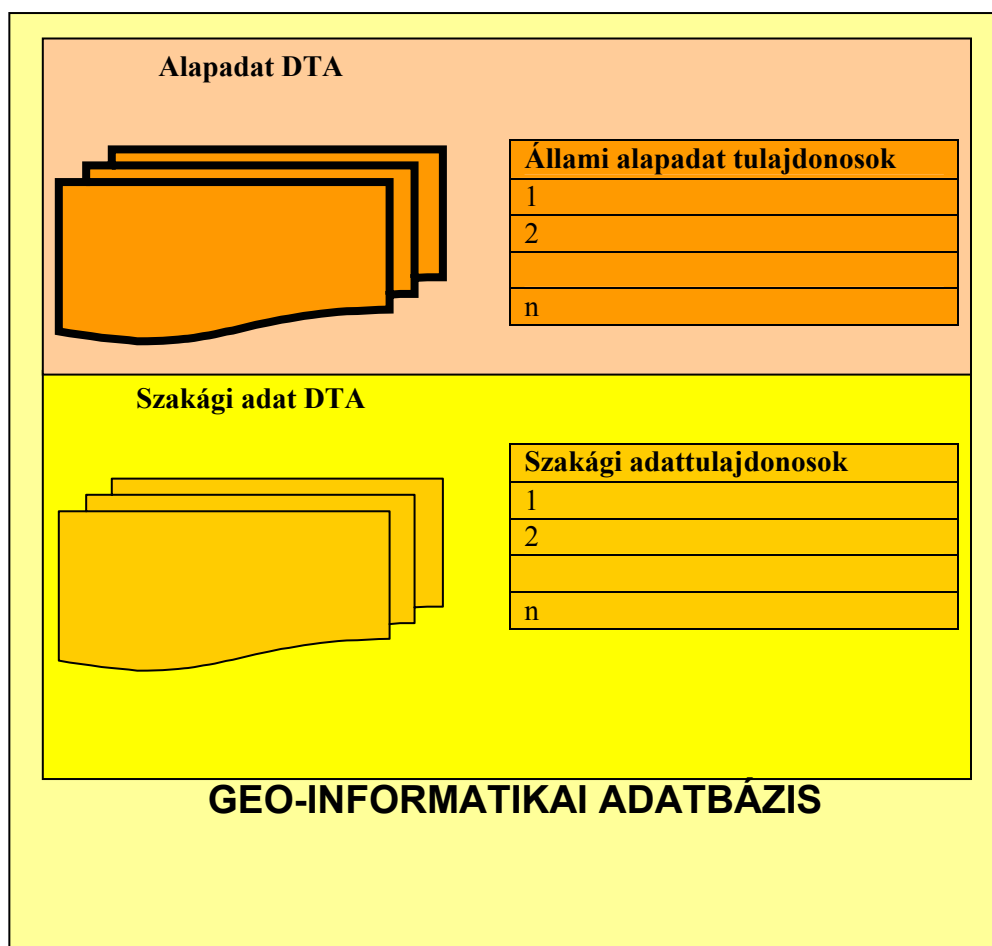 Alapadat DTA
Állami alapadat tulajdonosok
1
2
n
Szakági adat DTA
Szakági adattulajdonosok
1
2
n
GEO-INFORMATIKAI ADATBÁZIS